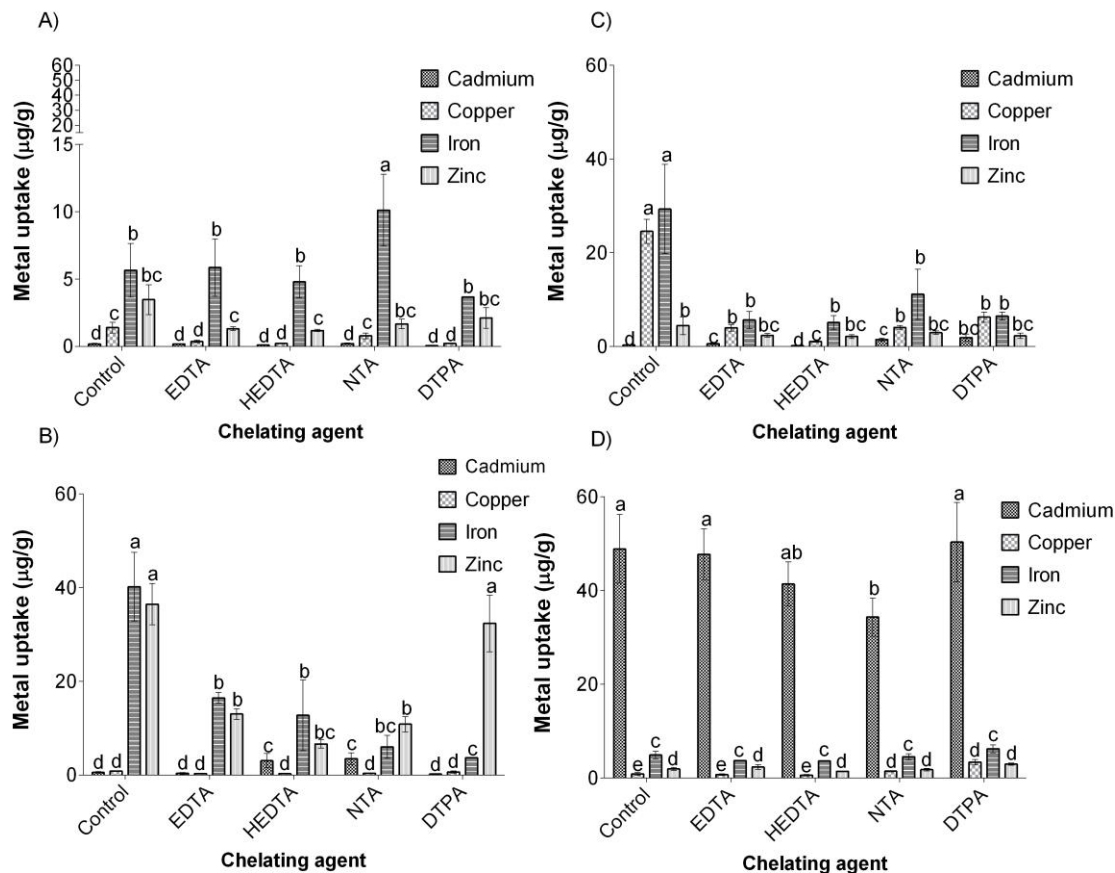 A)
Metal uptake (µg/g)
60
50
40
30
20
15
10
5
0
Cadmium
Copper
Iron
Zinc
d c b bc
d d b c
d d b c
d c a bc
d d b bc
Control EDTA HEDTA NTA DTPA
Chelating agent
C)
Metal uptake (µg/g)
60
40
20
0
Cadmium
Copper
Iron
Zinc
d a a b
c b b bc
d c b bc
c b b bc
bc b b bc
Control EDTA HEDTA NTA DTPA
Chelating agent
B)
Metal uptake (µg/g)
60
40
20
0
Cadmium
Copper
Iron
Zinc
d d a a
d d b b
c d b bc
c d bc b
d d c a
Control EDTA HEDTA NTA DTPA
Chelating agent
D)
Metal uptake (µg/g)
60
40
20
0
Cadmium
Copper
Iron
Zinc
a e c d
a e c d
ab e c d
b d c d
a d c d
Control EDTA HEDTA NTA DTPA
Chelating agent